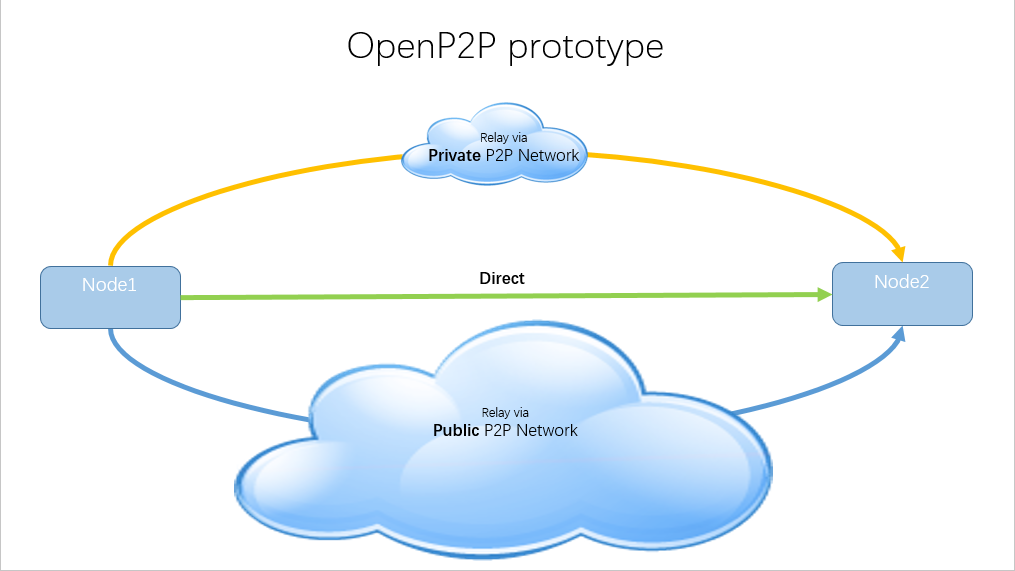 OpenP2P prototype
Relay via
Private P2P Network
Node1
Direct
Node2
Relay via
Public P2P Network